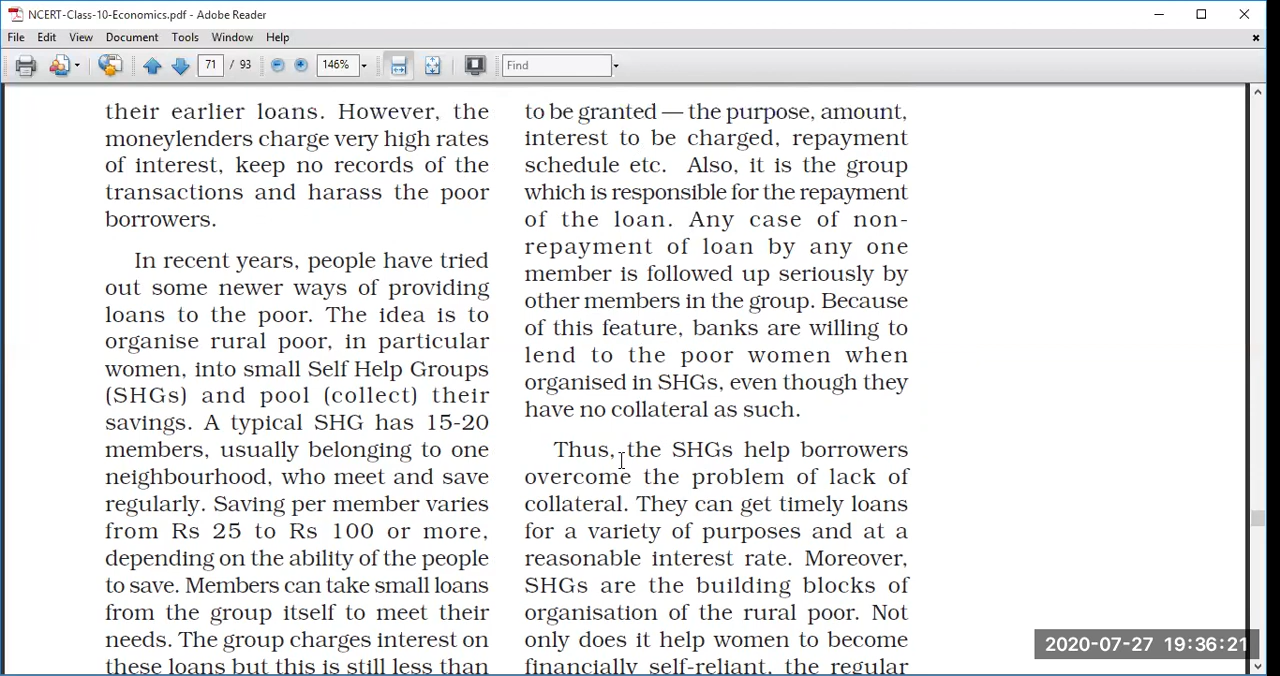 NCERT-Class-10-Economics.pdf - Adobe Reader
File Edit View Document Tools Window Help
71 / 93 146% Find
their earlier loans. However, the
moneylenders charge very high rates
of interest, keep no records of the
transactions and harass the poor
borrowers.
In recent years, people have tried
out some newer ways of providing
loans to the poor. The idea is to
organise rural poor, in particular
women, into small Self Help Groups
(SHGs) and pool (collect) their
savings. A typical SHG has 15-20
members, usually belonging to one
neighbourhood, who meet and save
regularly. Saving per member varies
from Rs 25 to Rs 100 or more,
depending on the ability of the people
to save. Members can take small loans
from the group itself to meet their
needs. The group charges interest on
these loans but this is still less than
to be granted — the purpose, amount,
interest to be charged, repayment
schedule etc. Also, it is the group
which is responsible for the repayment
of the loan. Any case of non-
repayment of loan by any one
member is followed up seriously by
other members in the group. Because
of this feature, banks are willing to
lend to the poor women when
organised in SHGs, even though they
have no collateral as such.
Thus, the SHGs help borrowers
overcome the problem of lack of
collateral. They can get timely loans
for a variety of purposes and at a
reasonable interest rate. Moreover,
SHGs are the building blocks of
organisation of the rural poor. Not
only does it help women to become
financially self-reliant, the regular
2020-07-27 19:36:21